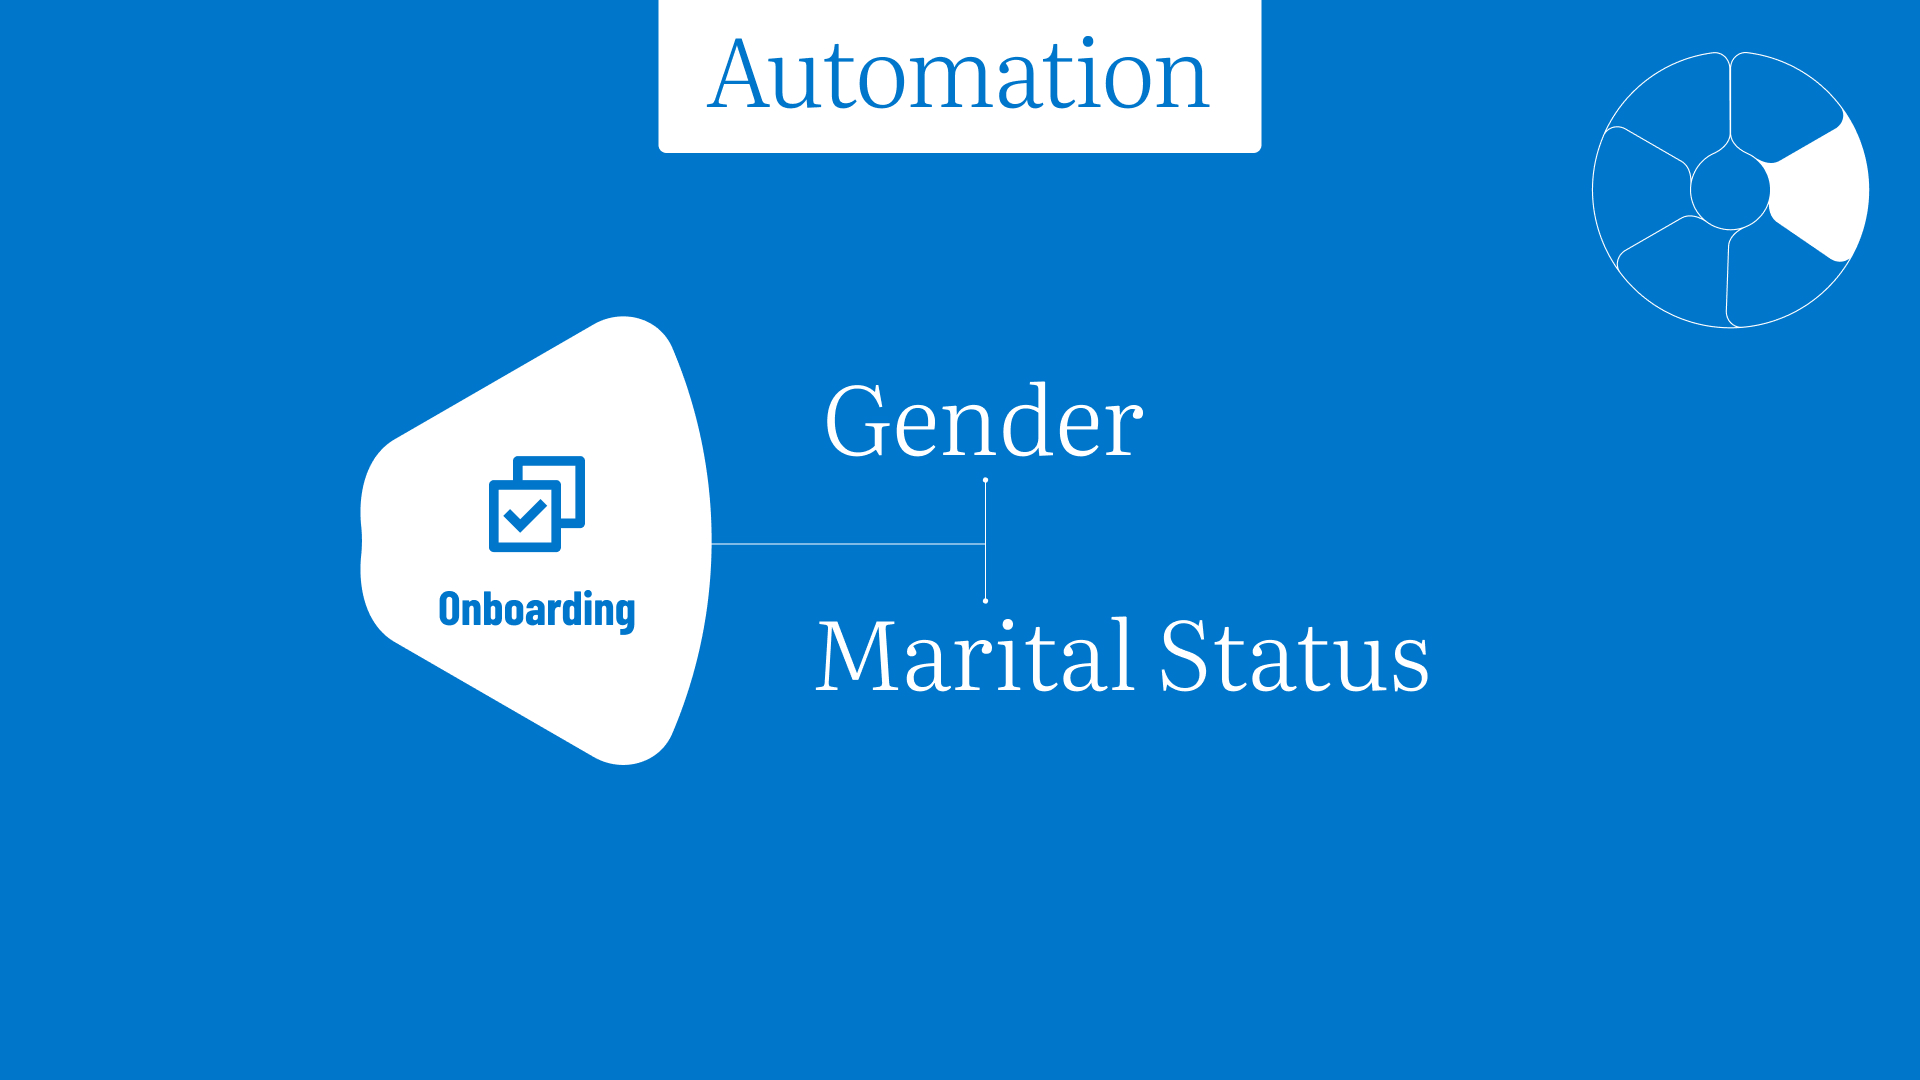 Automation
Gender
Onboarding
Marital Status